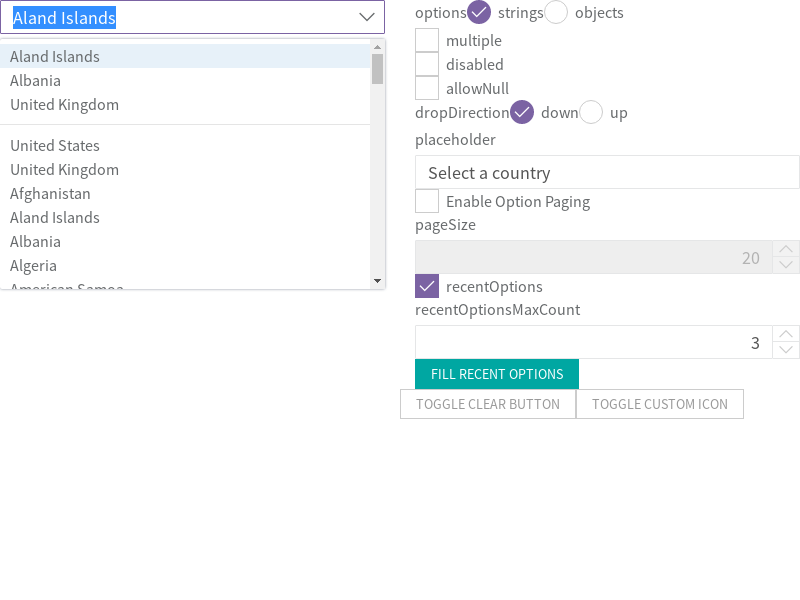 Aland Islands
Aland Islands
Albania
United Kingdom
United States
United Kingdom
Afghanistan
Aland Islands
Albania
Algeria
American Samoa
options strings objects
multiple
disabled
allowNull
dropDirection down up
placeholder
Select a country
Enable Option Paging
pageSize
20
recentOptions
recentOptionsMaxCount
3
FILL RECENT OPTIONS
TOGGLE CLEAR BUTTON TOGGLE CUSTOM ICON